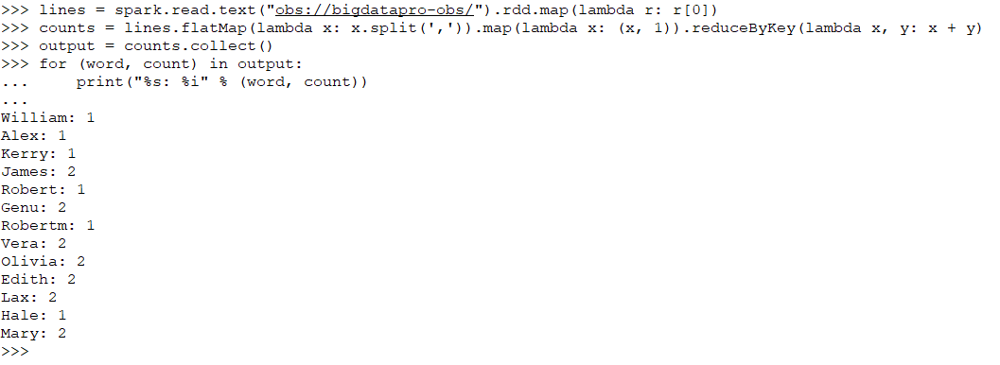 >>> lines = spark.read.text("obs://bigdatapro-obs/").rdd.map(lambda r: r[0])
>>> counts = lines.flatMap(lambda x: x.split(',')).map(lambda x: (x, 1)).reduceByKey(lambda x, y: x + y)
>>> output = counts.collect()
>>> for (word, count) in output:
...     print("%s: %i" % (word, count))
...
William: 1
Alex: 1
Kerry: 1
James: 2
Robert: 1
Genu: 2
Robertm: 1
Vera: 2
Olivia: 2
Edith: 2
Lax: 2
Hale: 1
Mary: 2
>>>